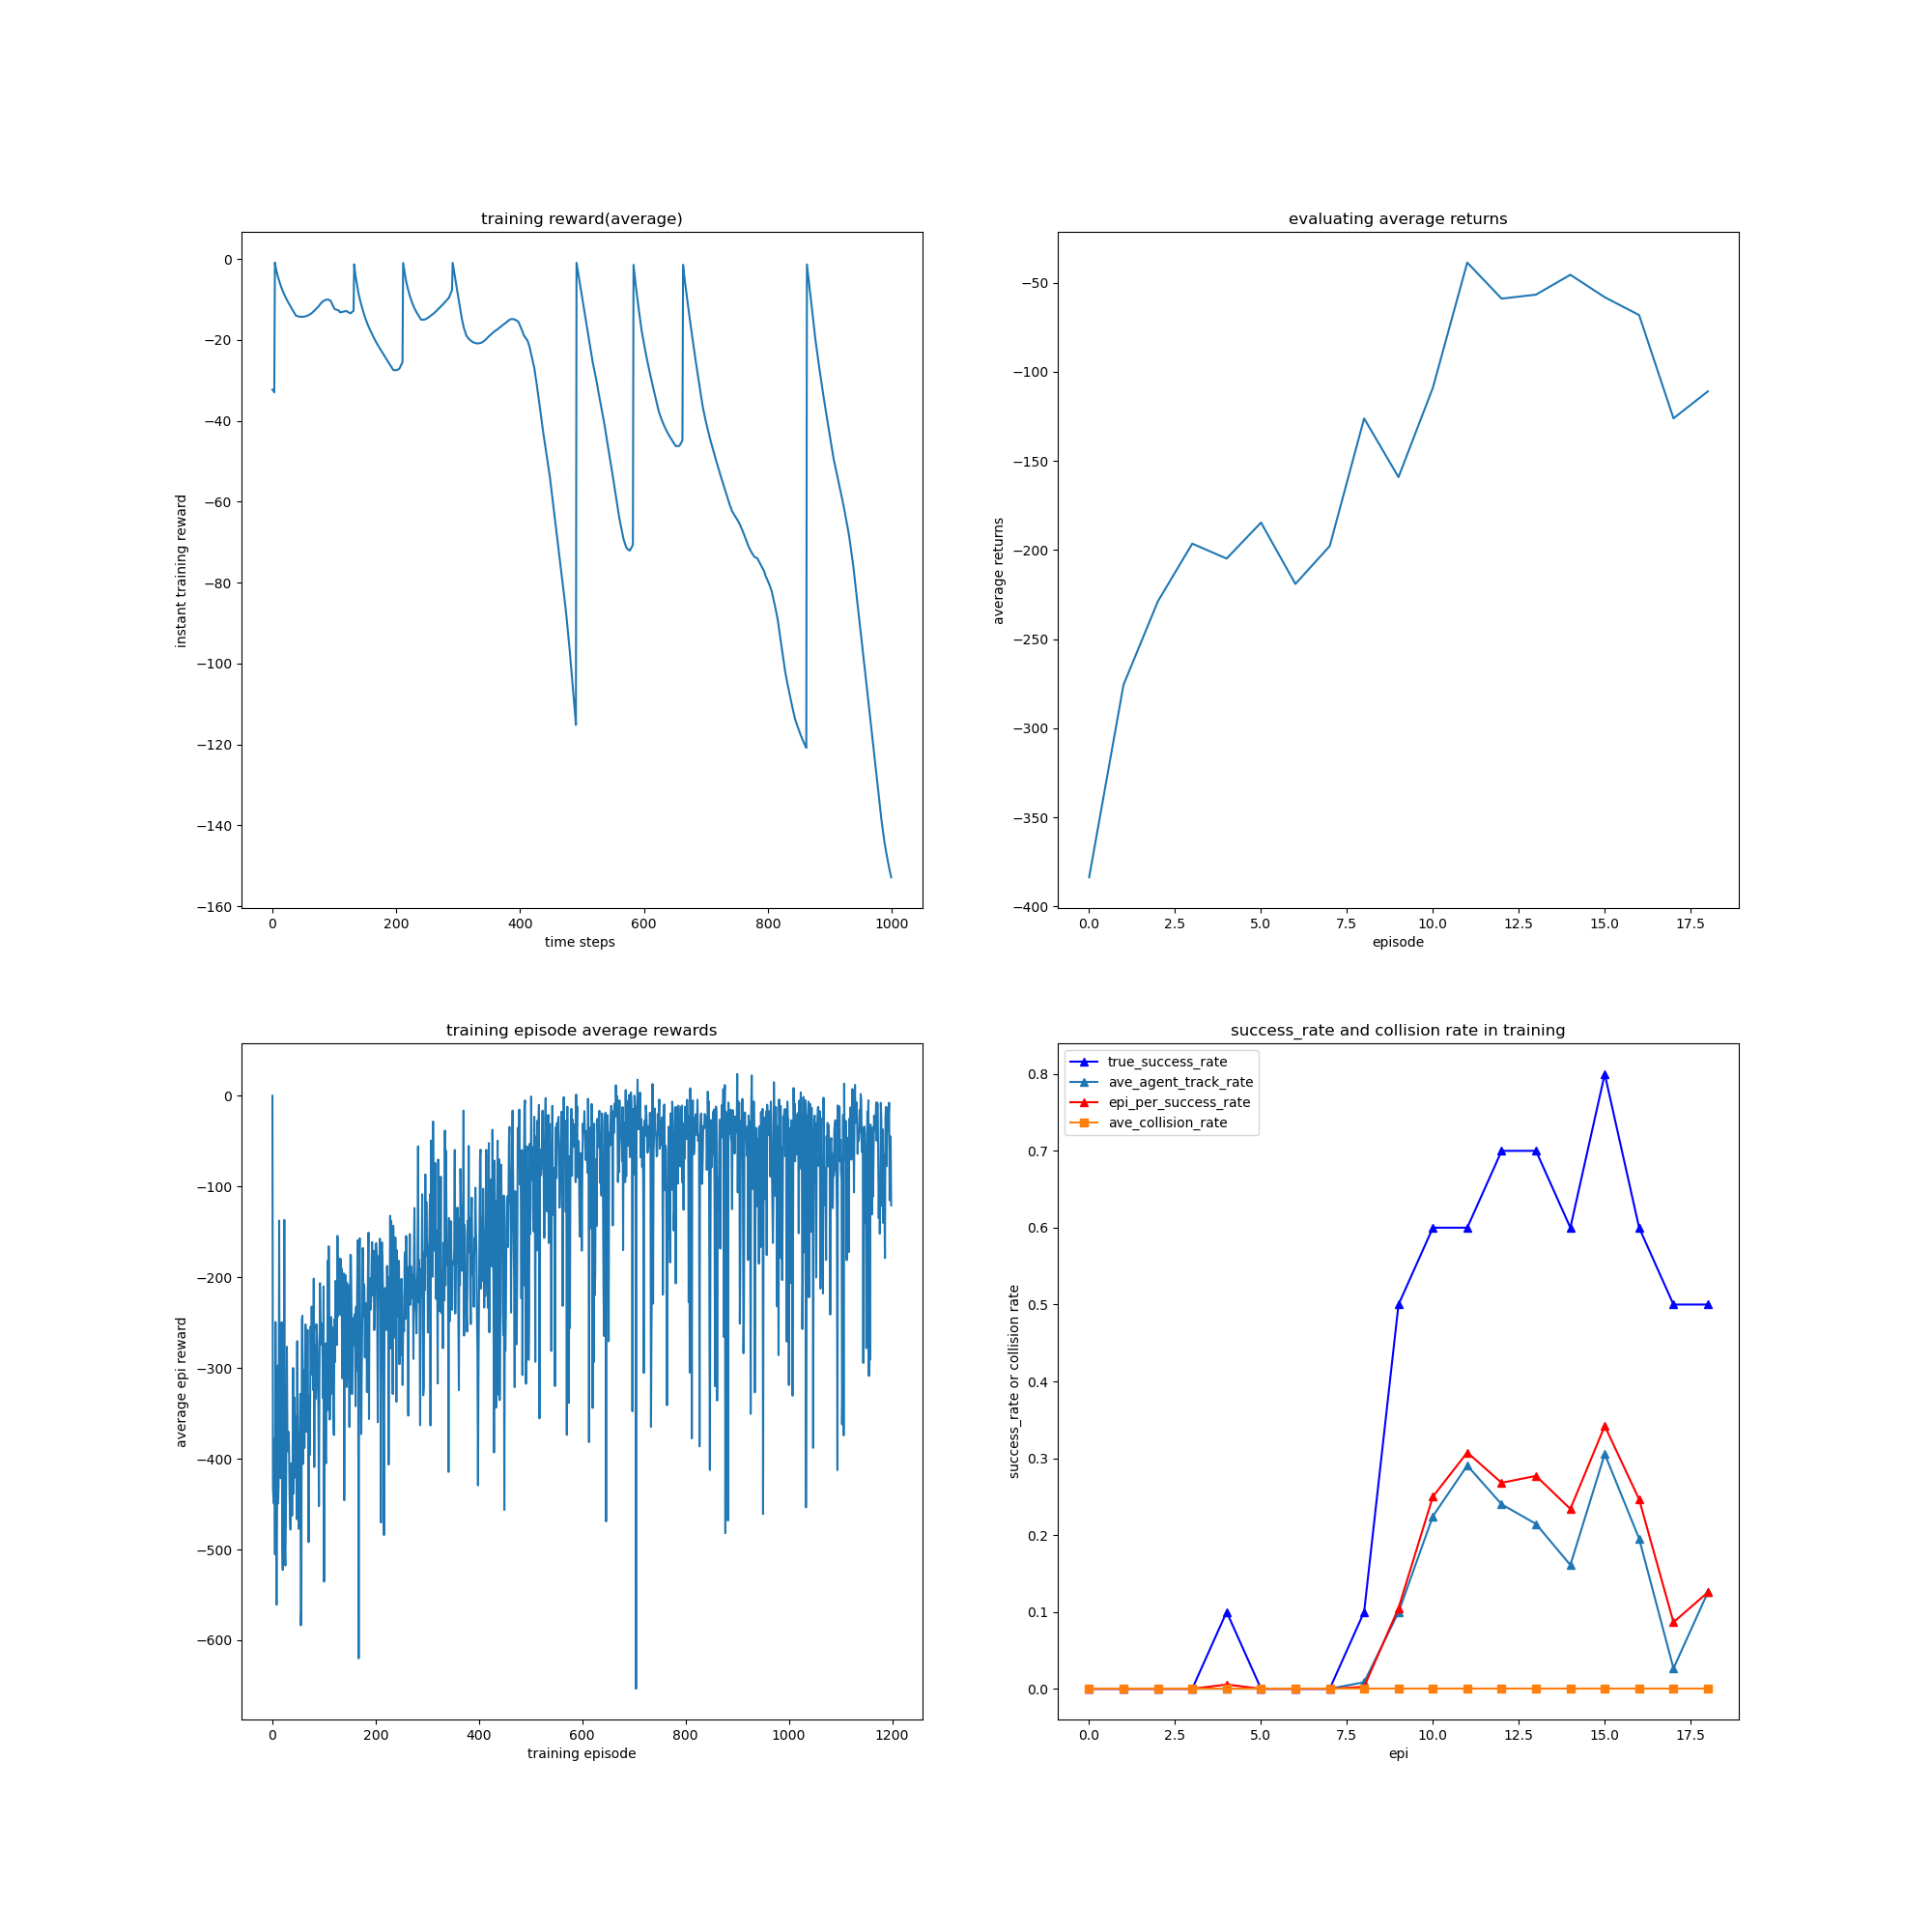 training reward(average)
0
−20
−40
−60
−80
−100
−120
−140
−160
instant training reward
0 200 400 600 800 1000
time steps
evaluating average returns
−50
−100
−150
−200
−250
−300
−350
−400
average returns
0.0 2.5 5.0 7.5 10.0 12.5 15.0 17.5
episode
training episode average rewards
0
−100
−200
−300
−400
−500
−600
average epi reward
0 200 400 600 800 1000 1200
training episode
success_rate and collision rate in training
true_success_rate
ave_agent_track_rate
epi_per_success_rate
ave_collision_rate
0.8
0.7
0.6
0.5
0.4
0.3
0.2
0.1
0.0
success_rate or collision rate
0.0 2.5 5.0 7.5 10.0 12.5 15.0 17.5
epi